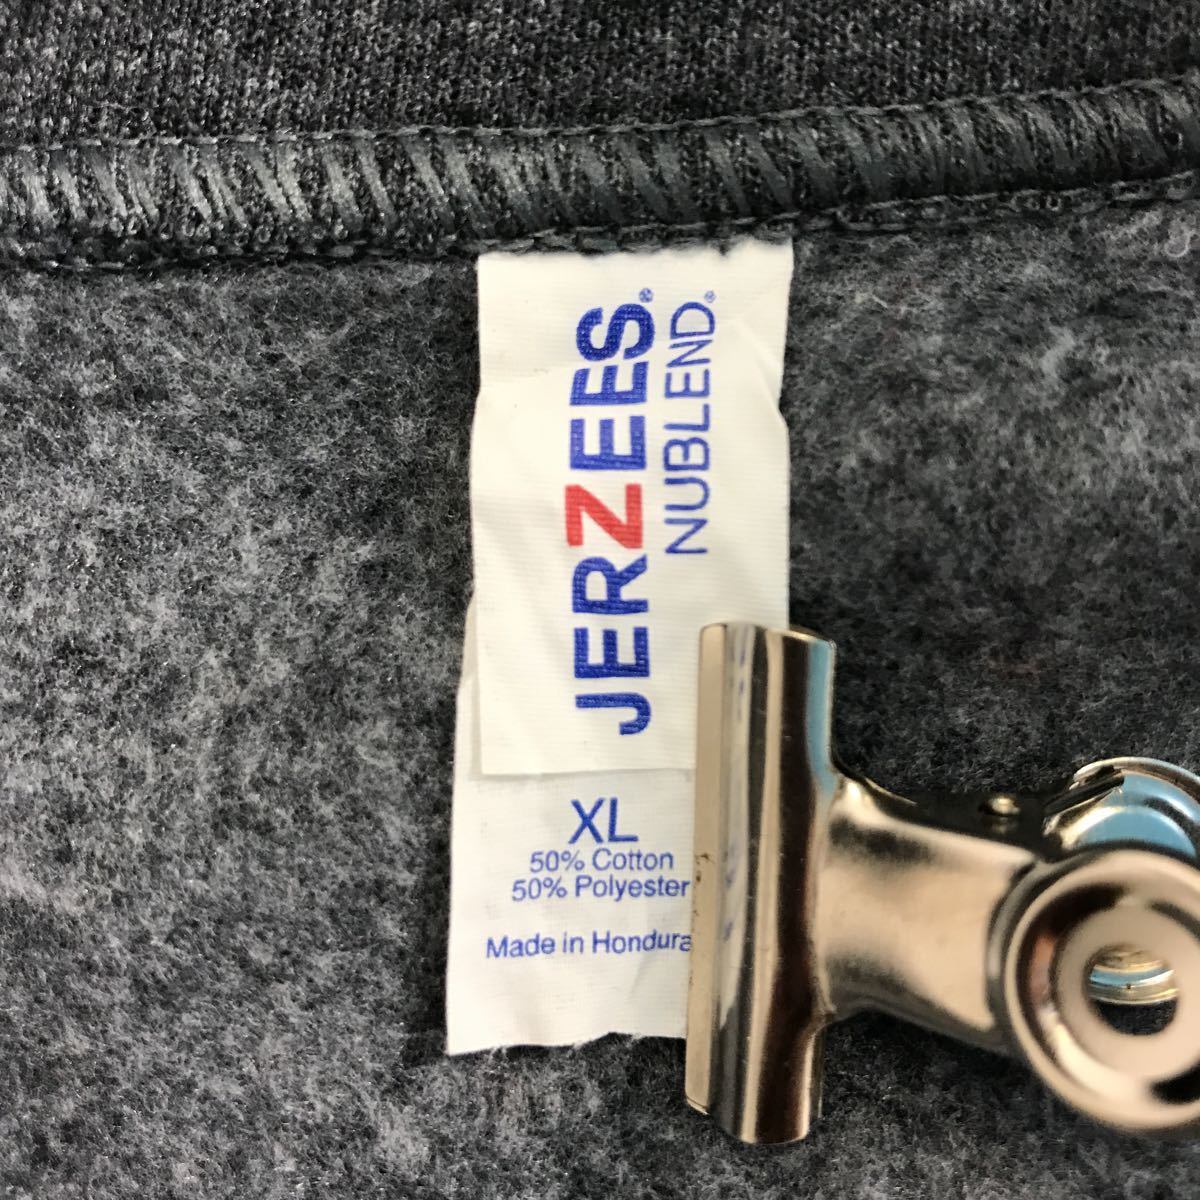 JERZEES®
NUBLEND®
XL
50% Cotton
50% Polyester
Made in Hondura